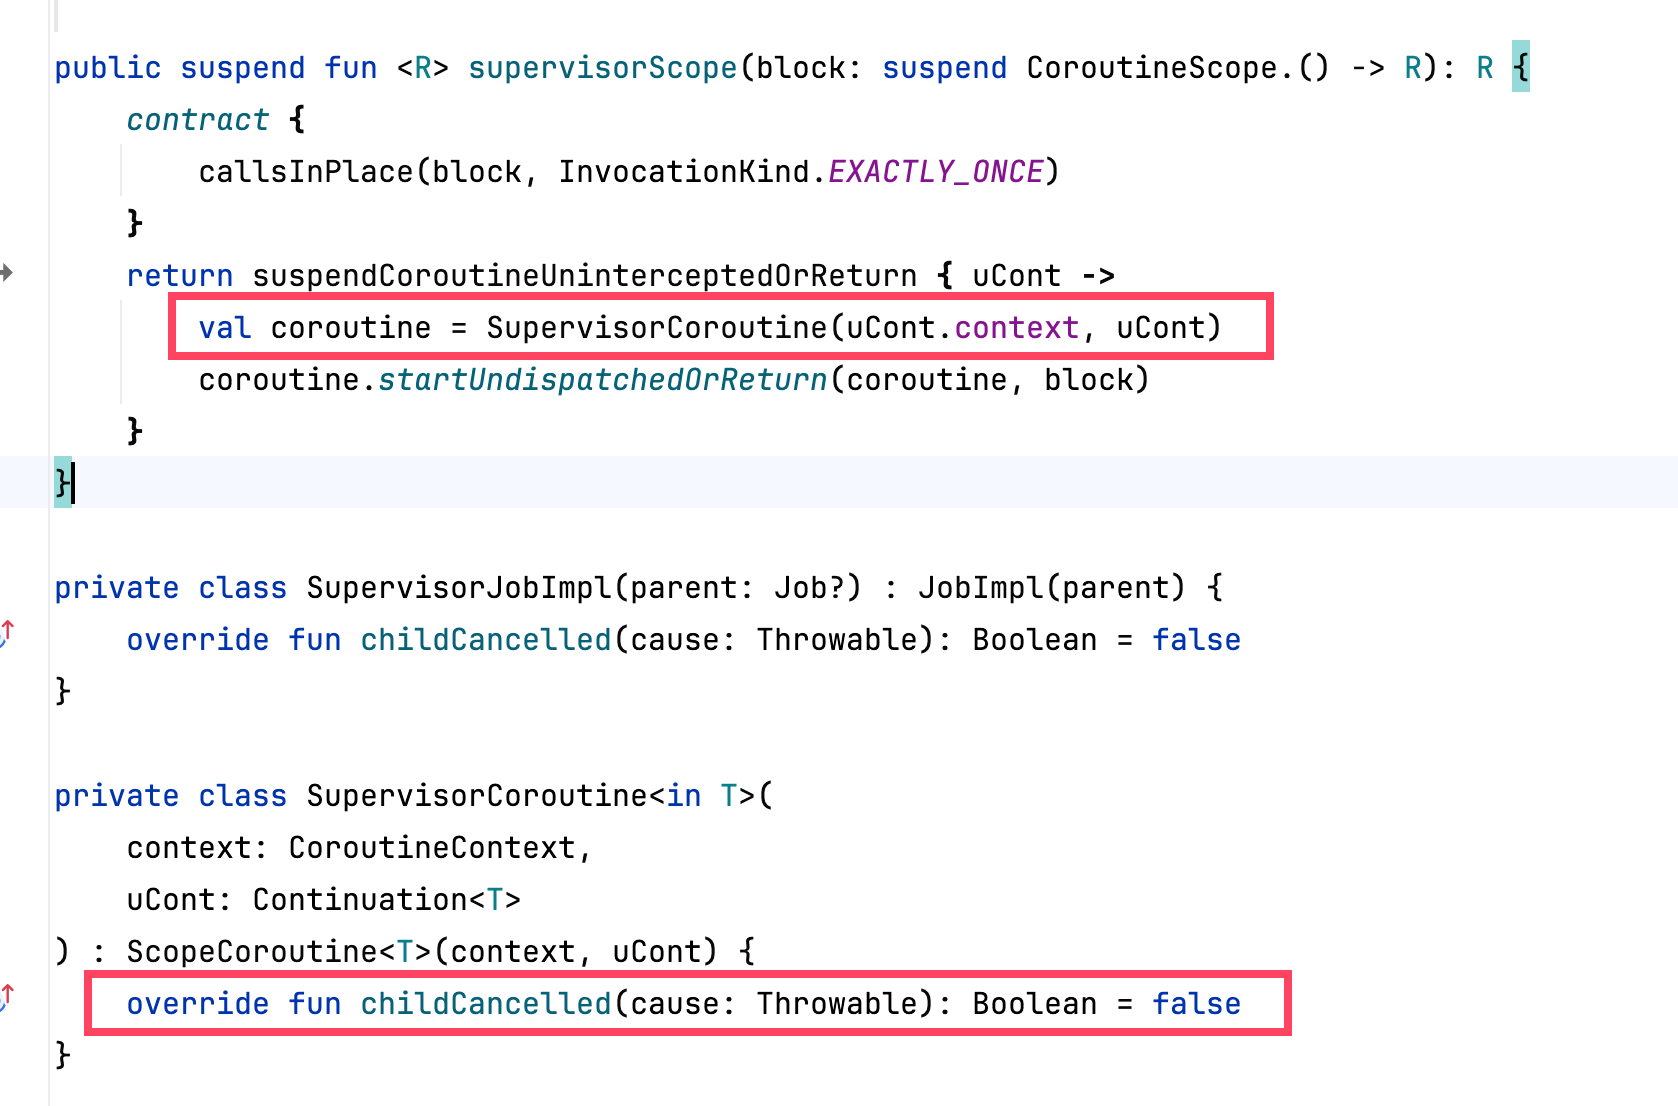 public suspend fun <R> supervisorScope(block: suspend CoroutineScope.() -> R): R {
    contract {
        callsInPlace(block, InvocationKind.EXACTLY_ONCE)
    }
    return suspendCoroutineUninterceptedOrReturn { uCont ->
        val coroutine = SupervisorCoroutine(uCont.context, uCont)
        coroutine.startUndispatchedOrReturn(coroutine, block)
    }
}
private class SupervisorJobImpl(parent: Job?) : JobImpl(parent) {
    override fun childCancelled(cause: Throwable): Boolean = false
}
private class SupervisorCoroutine<in T>(
    context: CoroutineContext,
    uCont: Continuation<T>
) : ScopeCoroutine<T>(context, uCont) {
    override fun childCancelled(cause: Throwable): Boolean = false
}